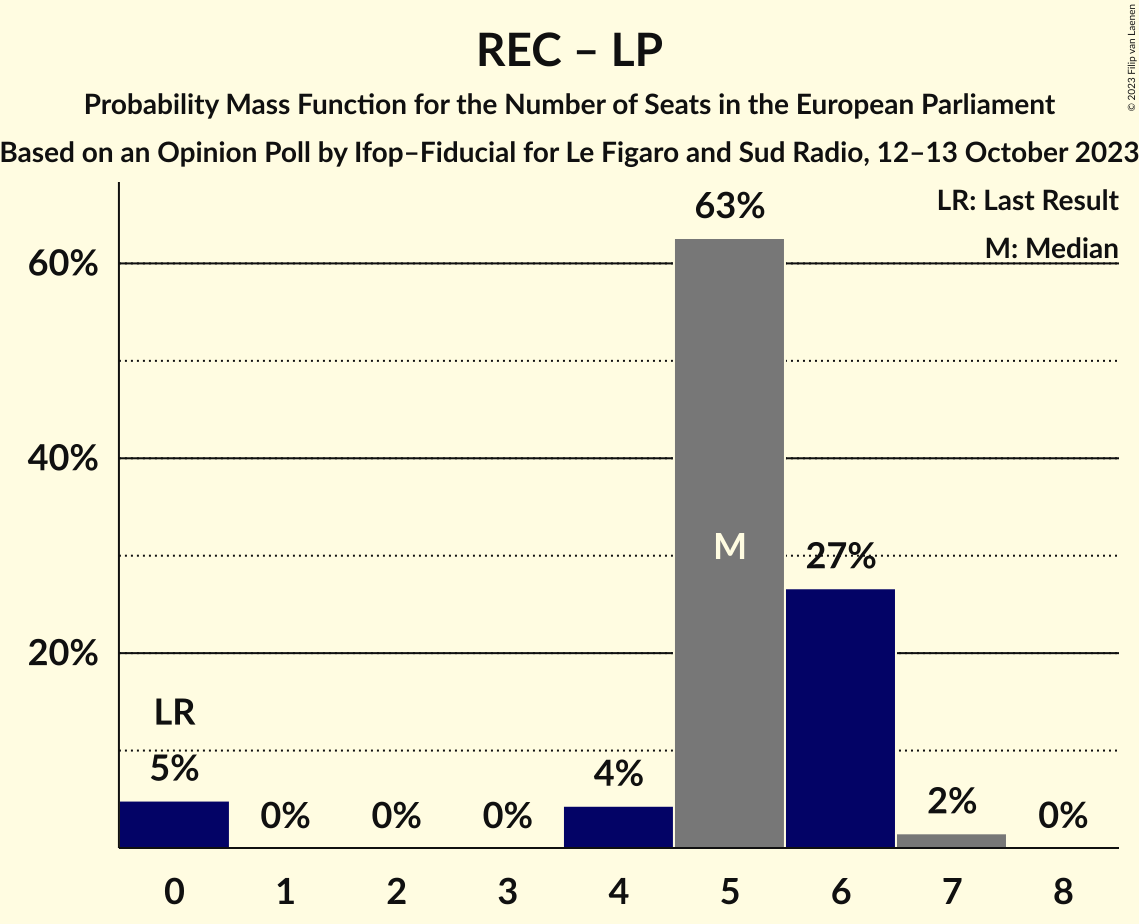 REC – LP
Probability Mass Function for the Number of Seats in the European Parliament
Based on an Opinion Poll by Ifop–Fiducial for Le Figaro and Sud Radio, 12–13 October 2023
© 2023 Filip van Laenen
LR: Last Result
M: Median
63%
60%
40%
M
27%
20%
LR
5%
0%
0%
0%
4%
2%
0%
0 1 2 3 4 5 6 7 8